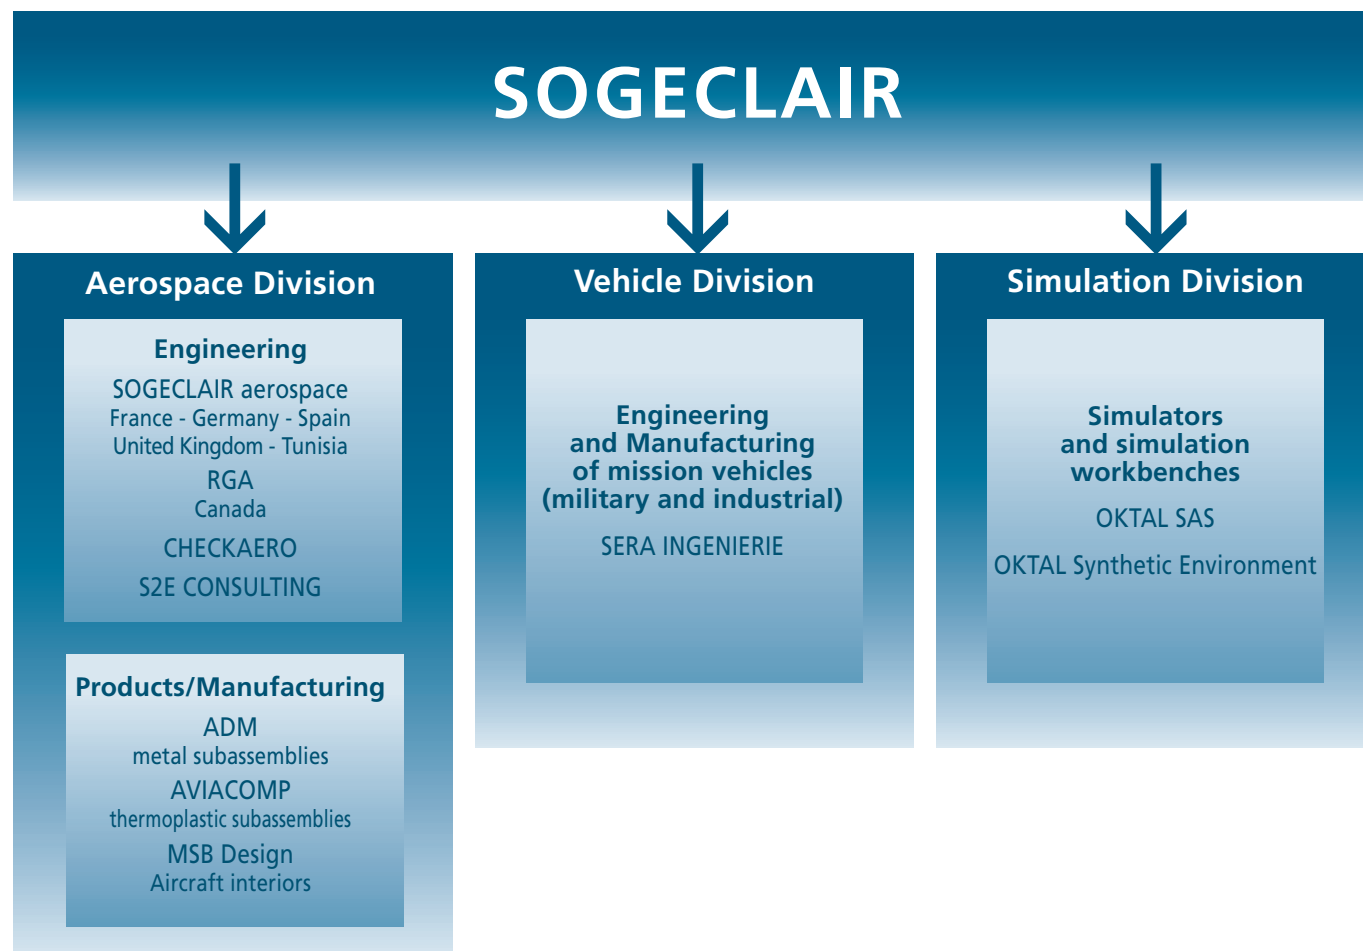 SOGECLAIR
Aerospace Division
Engineering
SOGECLAIR aerospace
France - Germany - Spain
United Kingdom - Tunisia
RGA
Canada
CHECKAERO
S2E CONSULTING
Products/Manufacturing
ADM
metal subassemblies
AVIACOMP
thermoplastic subassemblies
MSB Design
Aircraft interiors
Vehicle Division
Engineering
and Manufacturing
of mission vehicles
(military and industrial)
SERA INGENIERIE
Simulation Division
Simulators
and simulation
workbenches
OKTAL SAS
OKTAL Synthetic Environment